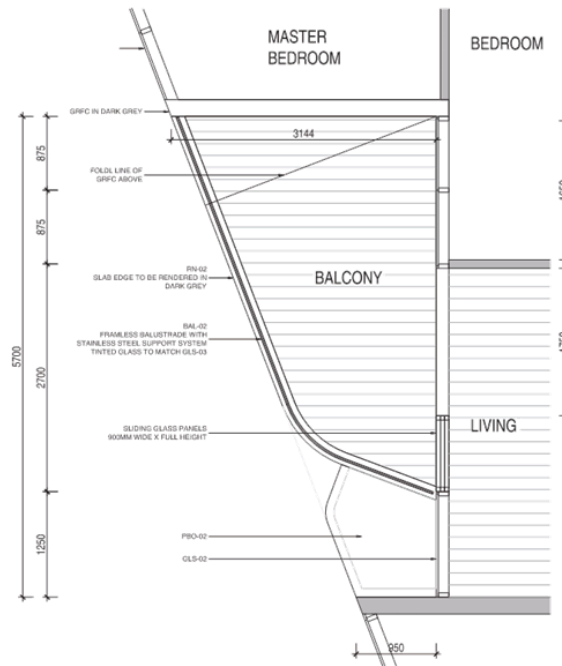 MASTER
BEDROOM
BEDROOM
GRFC IN DARK GREY
3144
875
FOLDL LINE OF
GRFC ABOVE
875
RN-02
SLAB EDGE TO BE RENDERED IN
DARK GREY
BALCONY
BAL-02
FRAMLESS BALUSTRADE WITH
STAINLESS STEEL SUPPORT SYSTEM
TINTED GLASS TO MATCH GLS-03
5700
2700
SLIDING GLASS PANELS
900MM WIDE X FULL HEIGHT
LIVING
PBO-02
1250
GLS-02
950